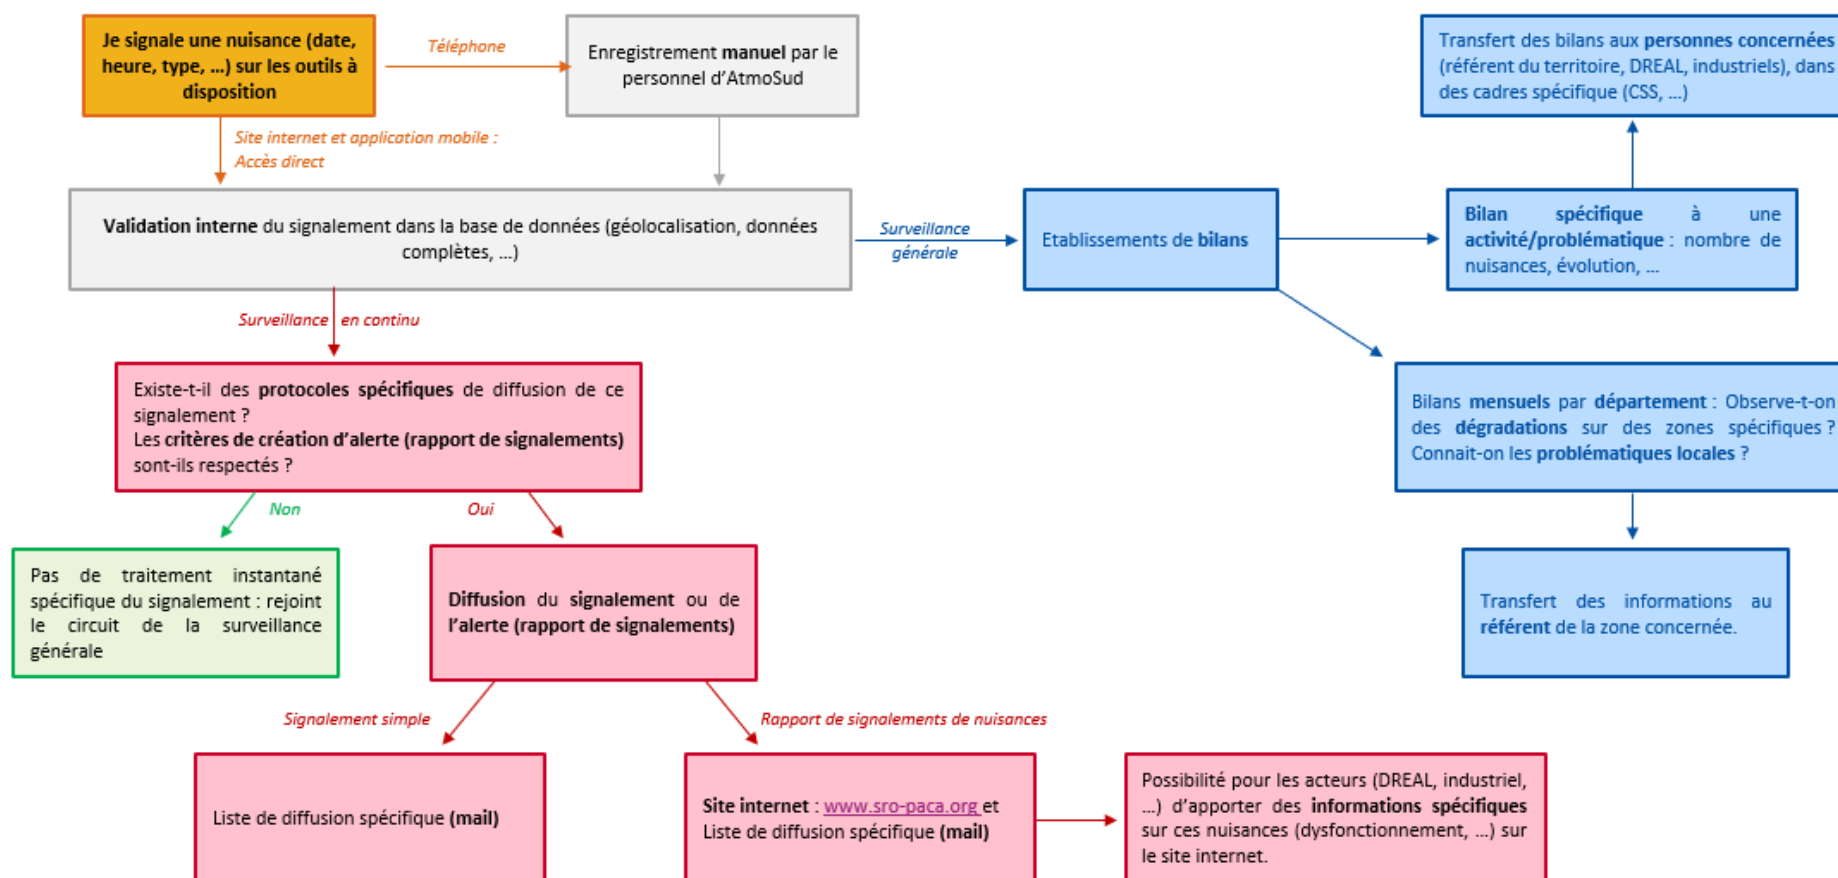 Je signale une nuisance (date,
heure, type, …) sur les outils à
disposition
Téléphone
Enregistrement manuel par le
personnel d'AtmoSud
Transfert des bilans aux personnes concernées
(référent du territoire, DREAL, industriels), dans
des cadres spécifique (CSS, …)
Site internet et application mobile :
Accès direct
Validation interne du signalement dans la base de données (géolocalisation, données
complètes, …)
Surveillance
générale
Etablissements de bilans
Bilan spécifique à une
activité/problématique : nombre de
nuisances, évolution, …
Surveillance en continu
Existe-t-il des protocoles spécifiques de diffusion de ce
signalement ?
Les critères de création d'alerte (rapport de signalements)
sont-ils respectés ?
Bilans mensuels par département : Observe-t-on
des dégradations sur des zones spécifiques ?
Connait-on les problématiques locales ?
Non
Oui
Pas de traitement instantané
spécifique du signalement : rejoint
le circuit de la surveillance
générale
Diffusion du signalement ou de
l'alerte (rapport de signalements)
Transfert des informations au
référent de la zone concernée.
Signalement simple
Rapport de signalements de nuisances
Liste de diffusion spécifique (mail)
Site internet : www.sro-paca.org et
Liste de diffusion spécifique (mail)
Possibilité pour les acteurs (DREAL, industriel,
…) d'apporter des informations spécifiques
sur ces nuisances (dysfonctionnement, …) sur
le site internet.